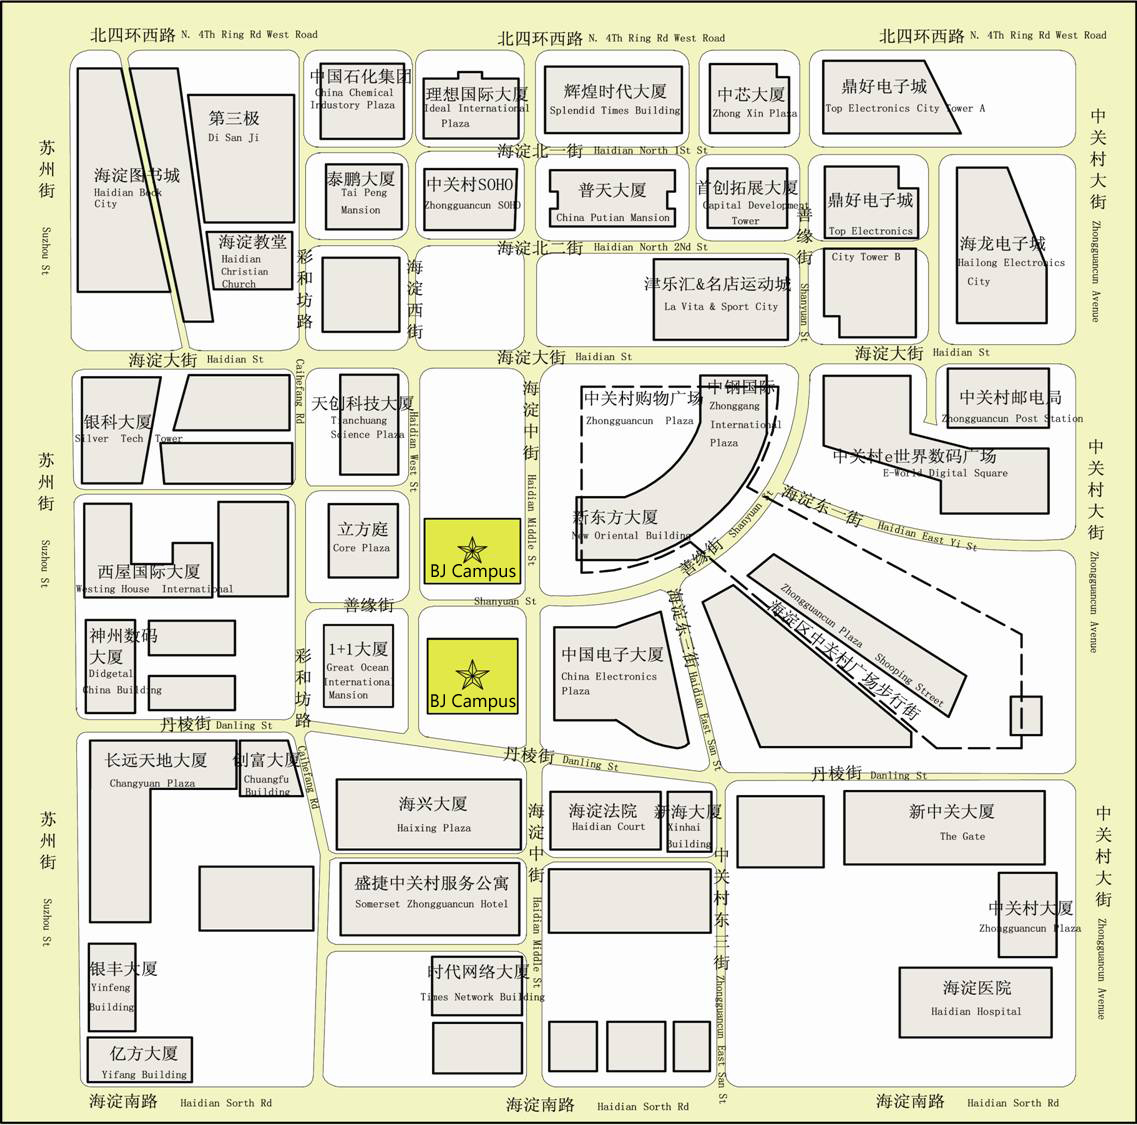 北四环西路 N. 4Th Ring Rd West Road
北四环西路 N. 4Th Ring Rd West Road
北四环西路 N. 4Th Ring Rd West Road
苏州街
Suzhou St
海淀图书城
Haidian Book
City
第三极
Di San Ji
海淀教堂
Haidian
Christian
Church
中国石化集团
China Chemical
Industory Plaza
理想国际大厦
Ideal International
Plaza
辉煌时代大厦
Splendid Times Building
中芯大厦
Zhong Xin Plaza
鼎好电子城
Top Electronics City Tower A
中关村大街
Zhongguancun Avenue
海淀北一街 Haidian North 1St St
泰鹏大厦
Tai Peng
Mansion
中关村SOHO
Zhongguancun SOHO
普天大厦
China Putian Mansion
首创拓展大厦
Capital Development
Tower
善缘街
Shanyuan St
鼎好电子城
Top Electronics
City Tower B
海龙电子城
Hailong Electronics
City
海淀北二街 Haidian North 2Nd St
彩和坊路
海淀西街
津乐汇&名店运动城
La Vita & Sport City
海淀大街 Haidian St
海淀大街 Haidian St
海淀大街 Haidian St
银科大厦
Silver Tech Tower
Caihefang Rd
天创科技大厦
Tianchuang
Science Plaza
Haidian West St
海淀中街
Haidian Middle St
中关村购物广场
Zhongguancun Plaza
中钢国际
Zhonggang
International
Plaza
中关村邮电局
Zhongguancun Post Station
中关村e世界数码广场
E-World Digital Square
苏州街
Suzhou St
中关村大街
Zhongguancun Avenue
西屋国际大厦
Westing House International
立方庭
Core Plaza
BJ Campus
新东方大厦
New Oriental Building
善缘街 Shanyuan St
海淀东一街 Haidian East Yi St
善缘街
Shanyuan St
神州数码
大厦
Didgetal
China Building
1+1大厦
Great Ocean
International
Mansion
BJ Campus
中国电子大厦
China Electronics
Plaza
海淀东三街
Haidian East San St
Zhongguancun Plaza Shooping Street
海淀区中关村广场步行街
彩和坊路
Caihefang Rd
丹棱街 Danling St
丹棱街 Danling St
丹棱街 Danling St
长远天地大厦
Changyuan Plaza
创富大厦
Chuangfu
Building
海兴大厦
Haixing Plaza
海淀中街
Haidian Middle St
海淀法院
Haidian Court
新海大厦
Xinhai
Building
新中关大厦
The Gate
苏州街
Suzhou St
中关村大街
Zhongguancun Avenue
盛捷中关村服务公寓
Somerset Zhongguancun Hotel
中关村东三街
Zhongguancun East San St
中关村大厦
Zhongguancun Plaza
银丰大厦
Yinfeng
Building
时代网络大厦
Times Network Building
海淀医院
Haidian Hospital
亿方大厦
Yifang Building
海淀南路 Haidian Sorth Rd
海淀南路 Haidian Sorth Rd
海淀南路 Haidian Sorth Rd